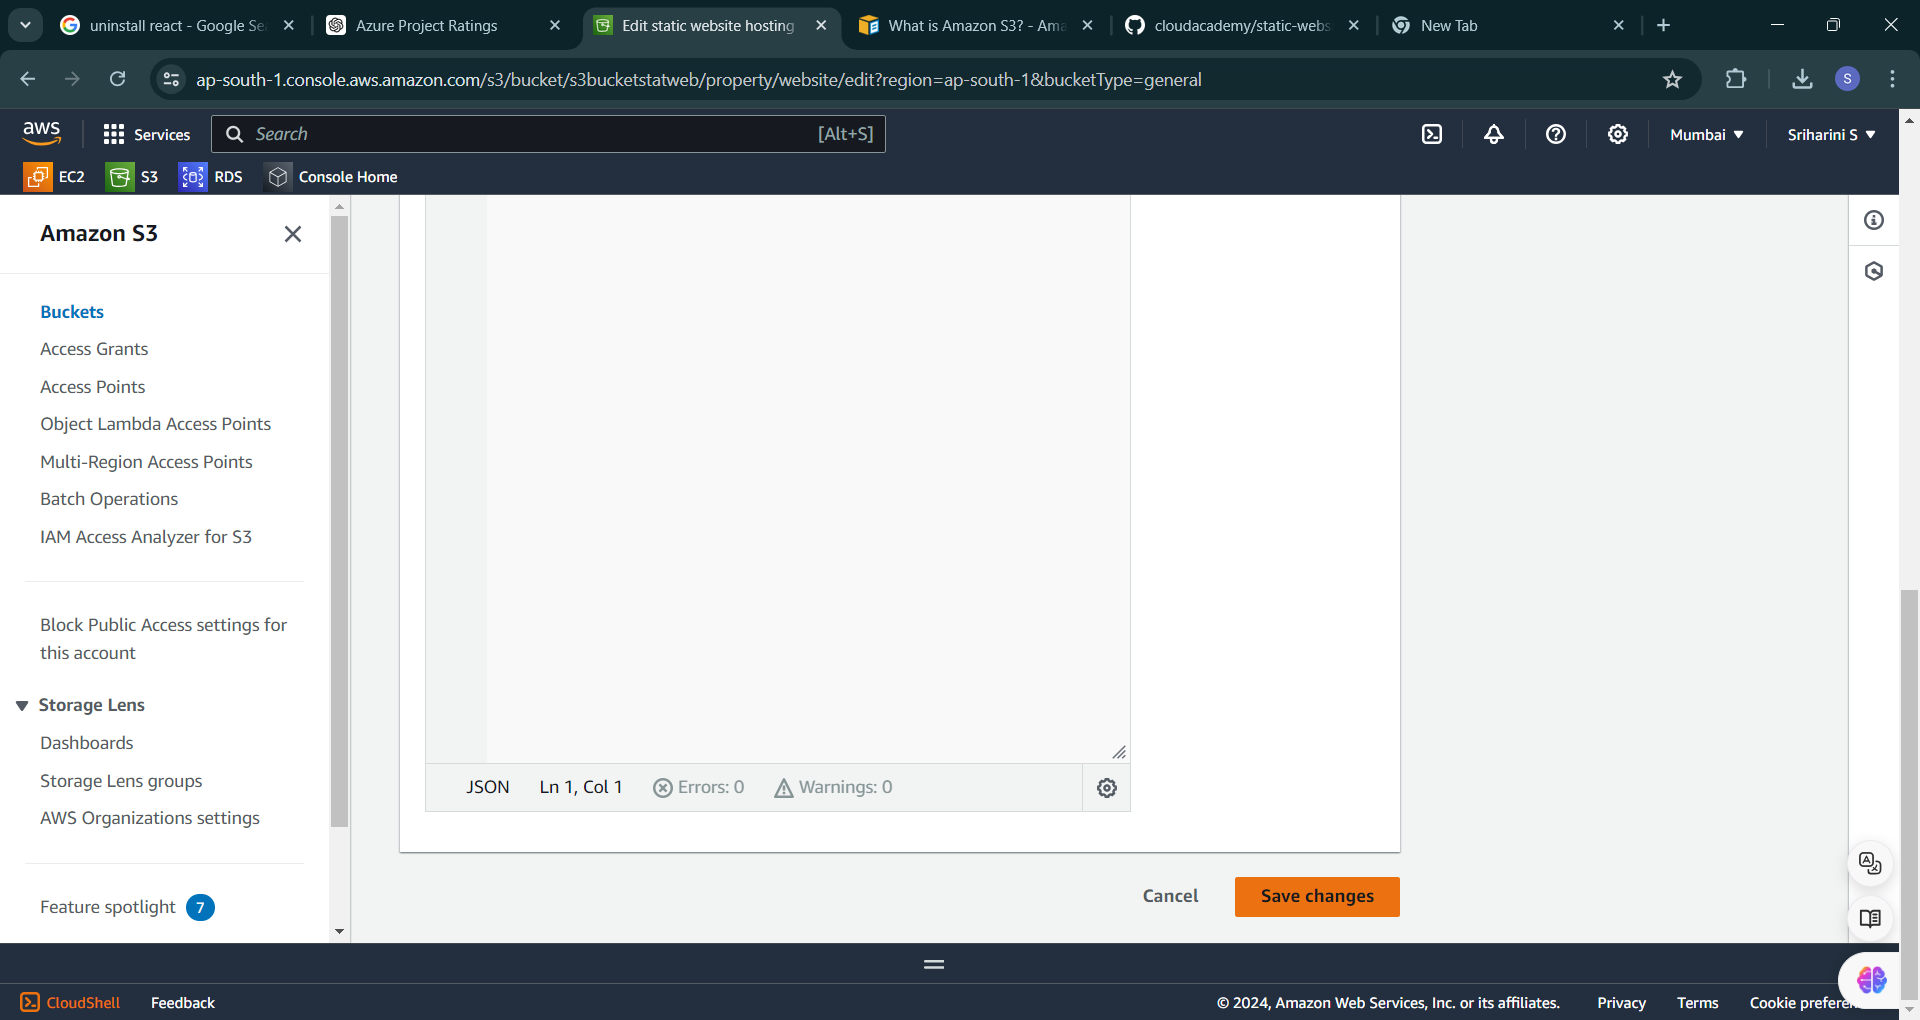 uninstall react - Google Se
Azure Project Ratings
Edit static website hosting
What is Amazon S3? - Ama
cloudacademy/static-webs
New Tab
ap-south-1.console.aws.amazon.com/s3/bucket/s3bucketstatweb/property/website/edit?region=ap-south-1&bucketType=general
S
aws
Services
Search
[Alt+S]
Mumbai
Sriharini S
EC2
S3
RDS
Console Home
Amazon S3
Buckets
Access Grants
Access Points
Object Lambda Access Points
Multi-Region Access Points
Batch Operations
IAM Access Analyzer for S3
Block Public Access settings for
this account
Storage Lens
Dashboards
Storage Lens groups
AWS Organizations settings
Feature spotlight 7
JSON Ln 1, Col 1 Errors: 0 Warnings: 0
Cancel
Save changes
CloudShell
Feedback
© 2024, Amazon Web Services, Inc. or its affiliates.
Privacy
Terms
Cookie prefere